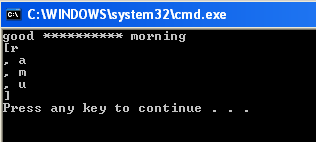 C:\WINDOWS\system32\cmd.exe
good ********** morning
[r
, a
, m
, u
]
Press any key to continue . . .